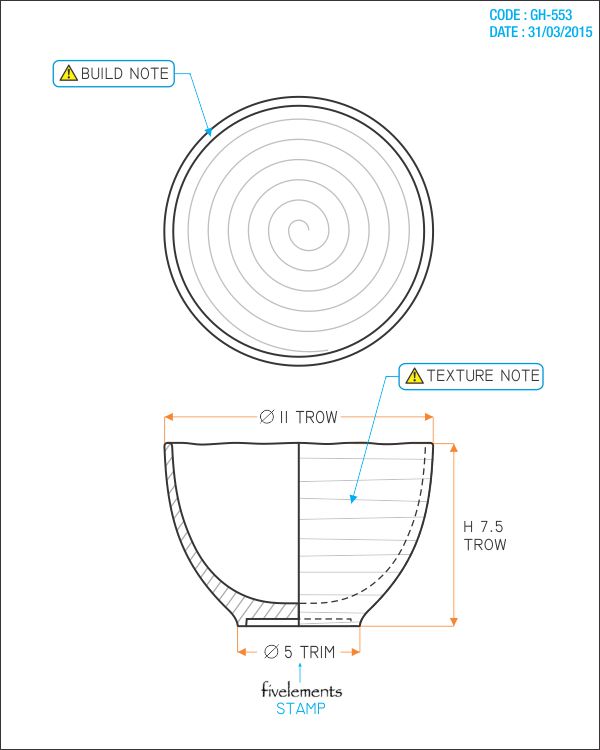 CODE : GH-553
DATE : 31/03/2015
BUILD NOTE
TEXTURE NOTE
∅ 11 TROW
H 7.5
TROW
∅ 5 TRIM
fivelements
STAMP